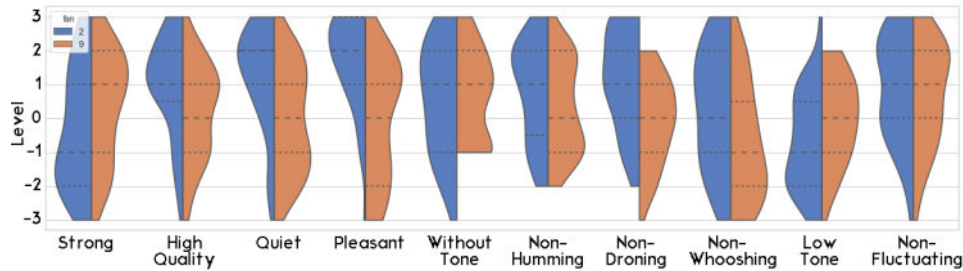 fan
2
9
Level
3
2
1
0
-1
-2
-3
Strong
High
Quality
Quiet
Pleasant
Without
Tone
Non-
Humming
Non-
Droning
Non-
Whooshing
Low
Tone
Non-
Fluctuating